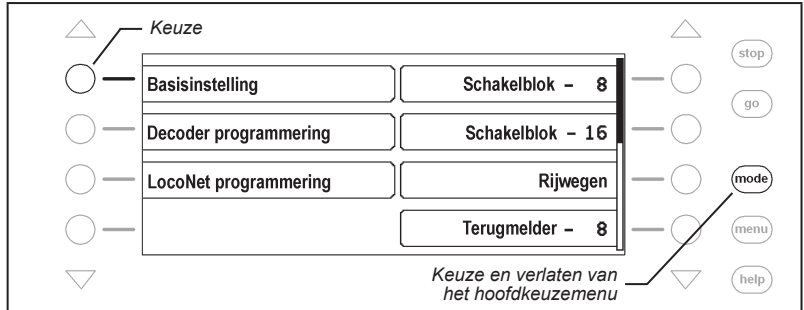 Keuze
stop
Basisinstelling
Schakelblok – 8
go
Decoder programmering
Schakelblok – 16
LocoNet programmering
Rijwegen
mode
Terugmelder – 8
menu
Keuze en verlaten van
het hoofdkeuzemenu
help